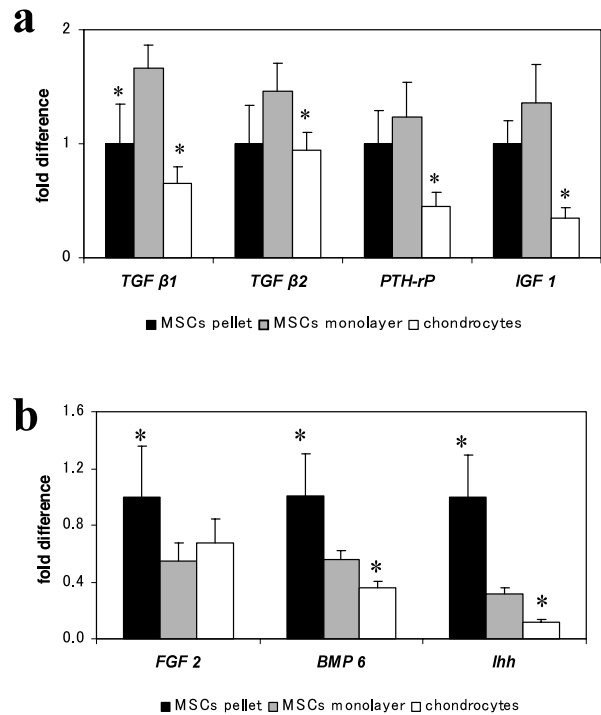 a
fold difference
2
1
0
*
*
*
*
*
TGF β1 TGF β2 PTH-rP IGF 1
MSCs pellet MSCs monolayer chondrocytes
b
fold difference
1.6
1.2
0.8
0.4
0.0
*
*
*
*
*
FGF 2 BMP 6 Ihh
MSCs pellet MSCs monolayer chondrocytes